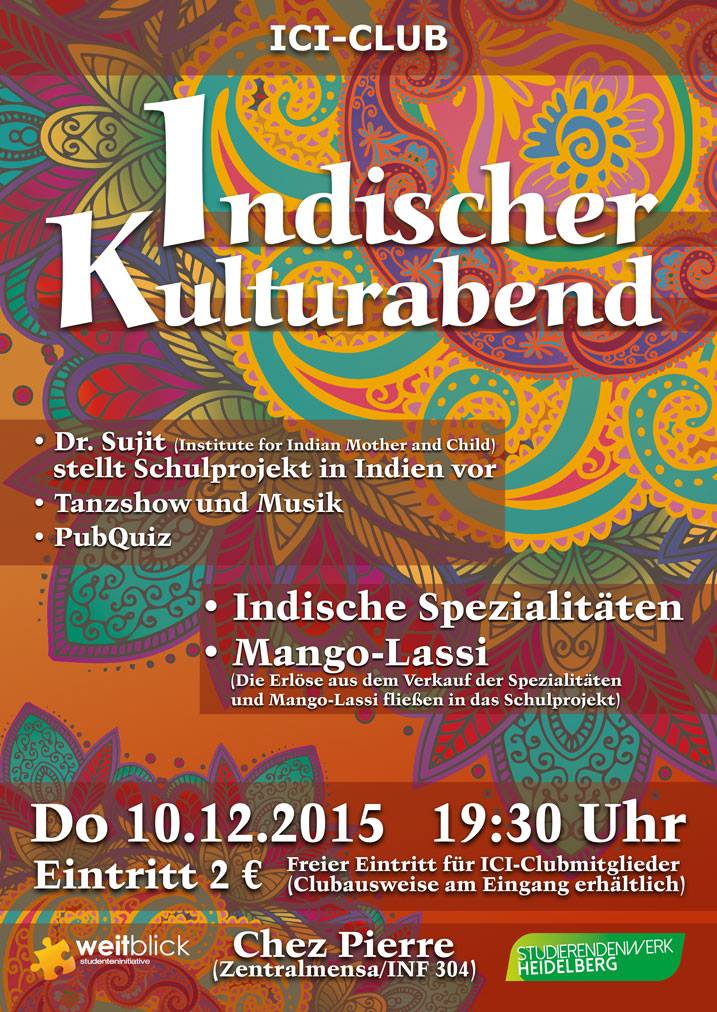 ICI-CLUB
Indischer
Kulturabend
• Dr. Sujit (Institute for Indian Mother and Child)
stellt Schulprojekt in Indien vor
• Tanzshow und Musik
• PubQuiz
• Indische Spezialitäten
• Mango-Lassi
(Die Erlöse aus dem Verkauf der Spezialitäten
und Mango-Lassi fließen in das Schulprojekt)
Do 10.12.2015 19:30 Uhr
Eintritt 2 €
Freier Eintritt für ICI-Clubmitglieder
(Clubausweise am Eingang erhältlich)
weitblick
studenteninitiative
Chez Pierre
(Zentralmensa/INF 304)
STUDIERENDENWERK
HEIDELBERG